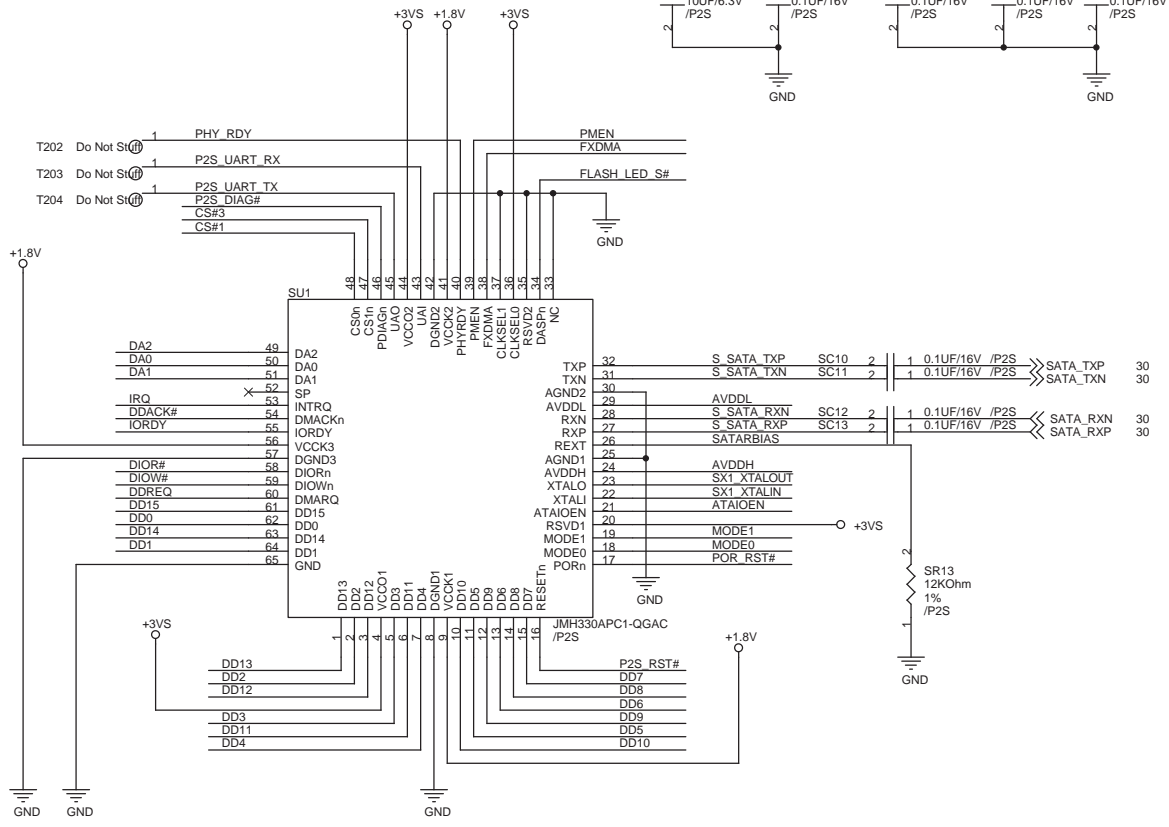 +3VS +1.8V +3VS
10UF/6.3V 0.1UF/16V 0.1UF/16V 0.1UF/16V 0.1UF/16V
/P2S /P2S /P2S /P2S /P2S
2 2 2 2 2
GND GND
T202 Do Not Stuff 1 PHY_RDY PMEN
FXDMA
T203 Do Not Stuff 1 P2S_UART_RX
FLASH_LED_S#
T204 Do Not Stuff 1 P2S_UART_TX
P2S_DIAG#
CS#3
CS#1
GND
+1.8V
SU1
48 47 46 45 44 43 42 41 40 39 38 37 36 35 34 33
CS0n CS1n PDIAGn UAO VCCO2 UAI DGND2 VCCK2 PHYRDY PMEN FXDMA CLKSEL1 CLKSEL0 RSVD2 DASPn NC
DA2 49 DA2
DA0 50 DA0
DA1 51 DA1
52 SP
IRQ 53 INTRQ
DDACK# 54 DMACKn
IORDY 55 IORDY
56 VCCK3
57 DGND3
DIOR# 58 DIORn
DIOW# 59 DIOWn
DDREQ 60 DMARQ
DD15 61 DD15
DD0 62 DD0
DD14 63 DD14
DD1 64 DD1
65 GND
TXP 32 S_SATA_TXP SC10 2 1 0.1UF/16V /P2S SATA_TXP 30
TXN 31 S_SATA_TXN SC11 2 1 0.1UF/16V /P2S SATA_TXN 30
AGND2 30
AVDDL 29 AVDDL
RXN 28 S_SATA_RXN SC12 2 1 0.1UF/16V /P2S SATA_RXN 30
RXP 27 S_SATA_RXP SC13 2 1 0.1UF/16V /P2S SATA_RXP 30
REXT 26 SATARBIAS
AGND1 25
AVDDH 24 AVDDH
XTALO 23 SX1_XTALOUT
XTALI 22 SX1_XTALIN
ATAIOEN 21 ATAIOEN
RSVD1 20 +3VS
MODE1 19 MODE1
MODE0 18 MODE0
PORn 17 POR_RST#
GND
2
SR13
12KOhm
1%
/P2S
1
GND
DD13 DD2 DD12 VCCO1 DD3 DD11 DD4 DGND1 VCCK1 DD10 DD5 DD9 DD6 DD8 DD7 RESETn
1 2 3 4 5 6 7 8 9 10 11 12 13 14 15 16
JMH330APC1-QGAC
/P2S
+3VS
+1.8V
DD13 P2S_RST#
DD2 DD7
DD12 DD8
DD6
DD3 DD9
DD11 DD5
DD4 DD10
GND GND GND